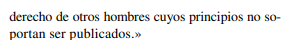 derecho de otros hombres cuyos principios no so-
portan ser publicados.»